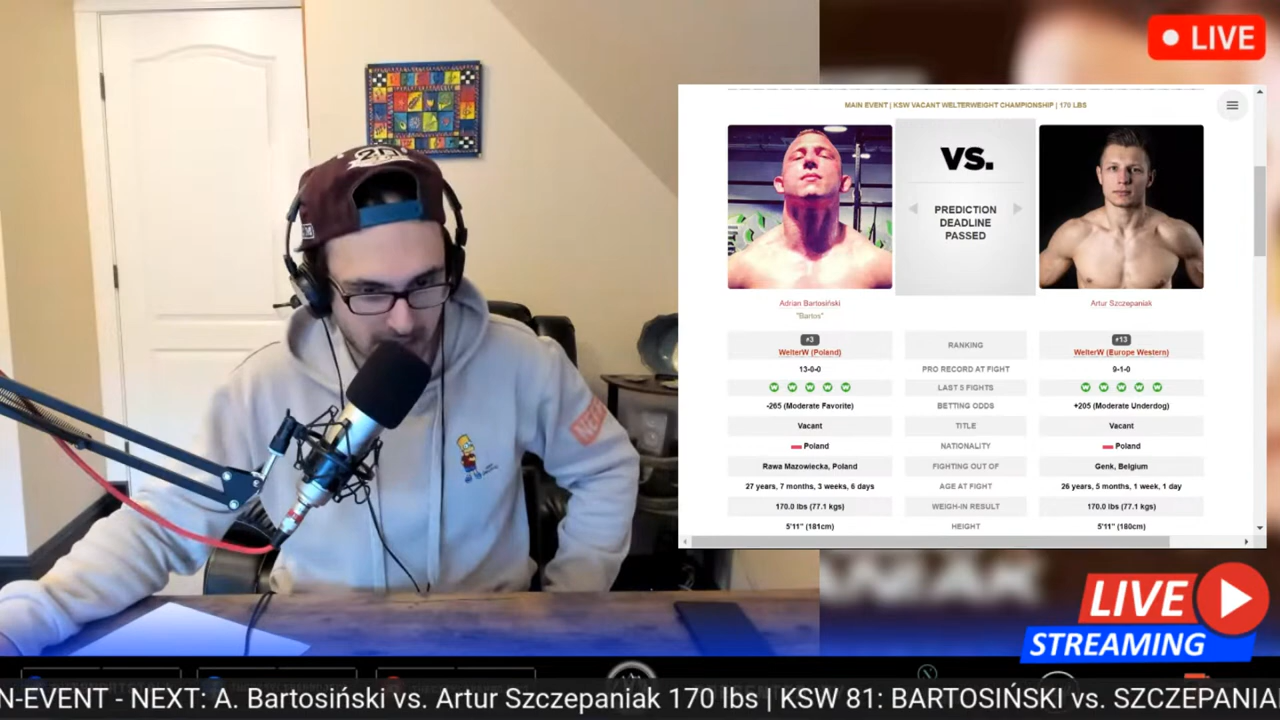 LIVE
MAIN EVENT | KSW VACANT WELTERWEIGHT CHAMPIONSHIP | 170 LBS
VS.
PREDICTION
DEADLINE
PASSED
Adrian Bartosiński
"Bartos"
Artur Szczepaniak
#3
WelterW (Poland)
RANKING
#13
WelterW (Europe Western)
13-0-0
PRO RECORD AT FIGHT
9-1-0
W W W W W
LAST 5 FIGHTS
W W W W W
-265 (Moderate Favorite)
BETTING ODDS
+205 (Moderate Underdog)
Vacant
TITLE
Vacant
Poland
NATIONALITY
Poland
Rawa Mazowiecka, Poland
FIGHTING OUT OF
Genk, Belgium
27 years, 7 months, 3 weeks, 6 days
AGE AT FIGHT
26 years, 5 months, 1 week, 1 day
170.0 lbs (77.1 kgs)
WEIGH-IN RESULT
170.0 lbs (77.1 kgs)
5'11" (181cm)
HEIGHT
5'11" (180cm)
LIVE
STREAMING
N-EVENT - NEXT: A. Bartosiński vs. Artur Szczepaniak 170 lbs | KSW 81: BARTOSIŃSKI vs. SZCZEPANIA